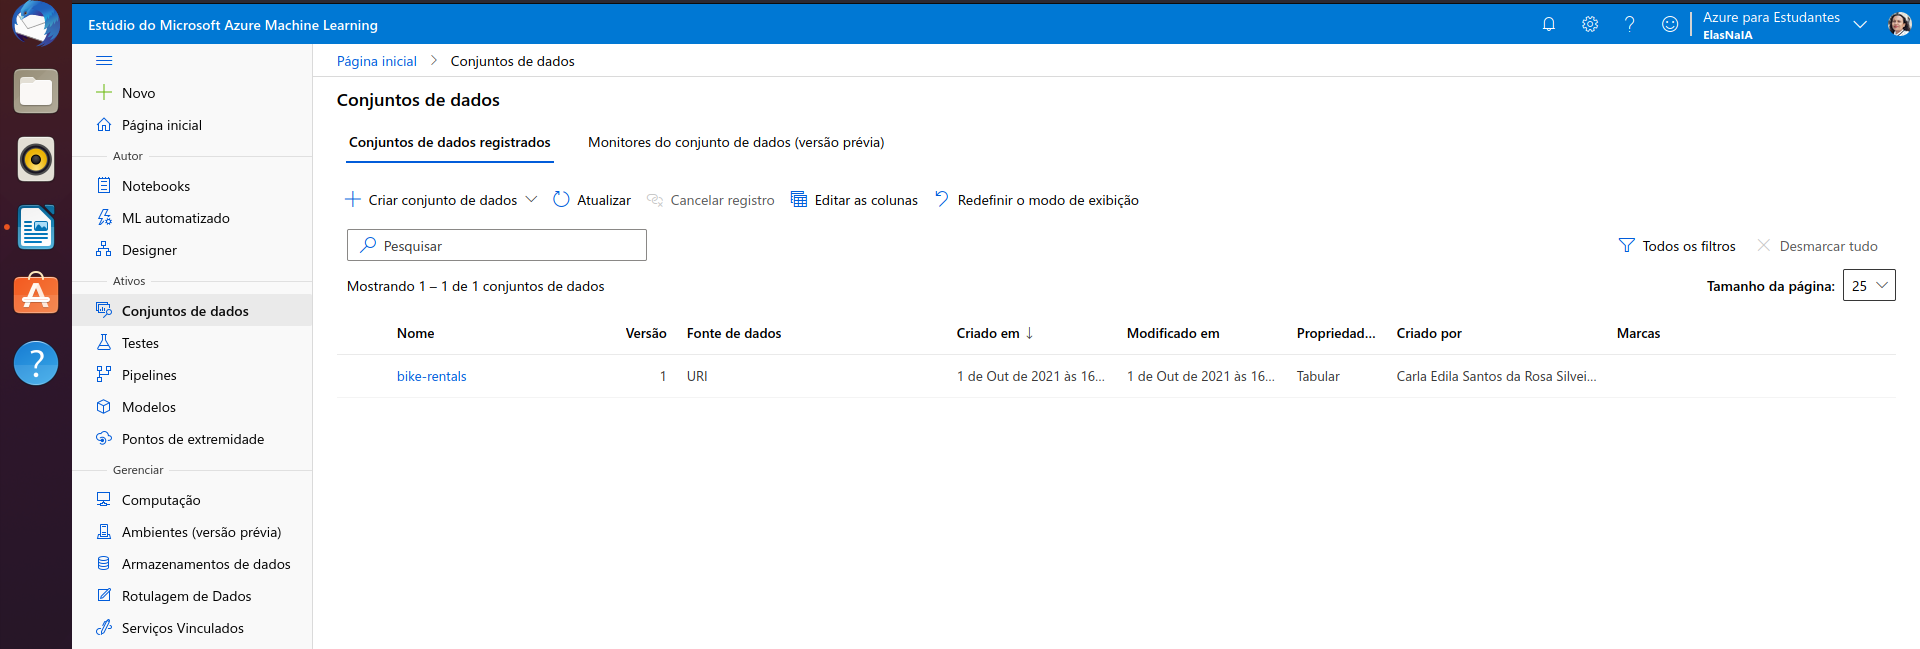 Estúdio do Microsoft Azure Machine Learning
Azure para Estudantes
ElasNaIA
Novo
Página inicial
Autor
Notebooks
ML automatizado
Designer
Ativos
Conjuntos de dados
Testes
Pipelines
Modelos
Pontos de extremidade
Gerenciar
Computação
Ambientes (versão prévia)
Armazenamentos de dados
Rotulagem de Dados
Serviços Vinculados
Página inicial > Conjuntos de dados
Conjuntos de dados
Conjuntos de dados registrados Monitores do conjunto de dados (versão prévia)
Criar conjunto de dados Atualizar Cancelar registro Editar as colunas Redefinir o modo de exibição
Pesquisar
Todos os filtros Desmarcar tudo
Mostrando 1 – 1 de 1 conjuntos de dados
Tamanho da página: 25
Nome Versão Fonte de dados Criado em ↓ Modificado em Propriedad... Criado por Marcas
bike-rentals 1 URI 1 de Out de 2021 às 16... 1 de Out de 2021 às 16... Tabular Carla Edila Santos da Rosa Silvei...